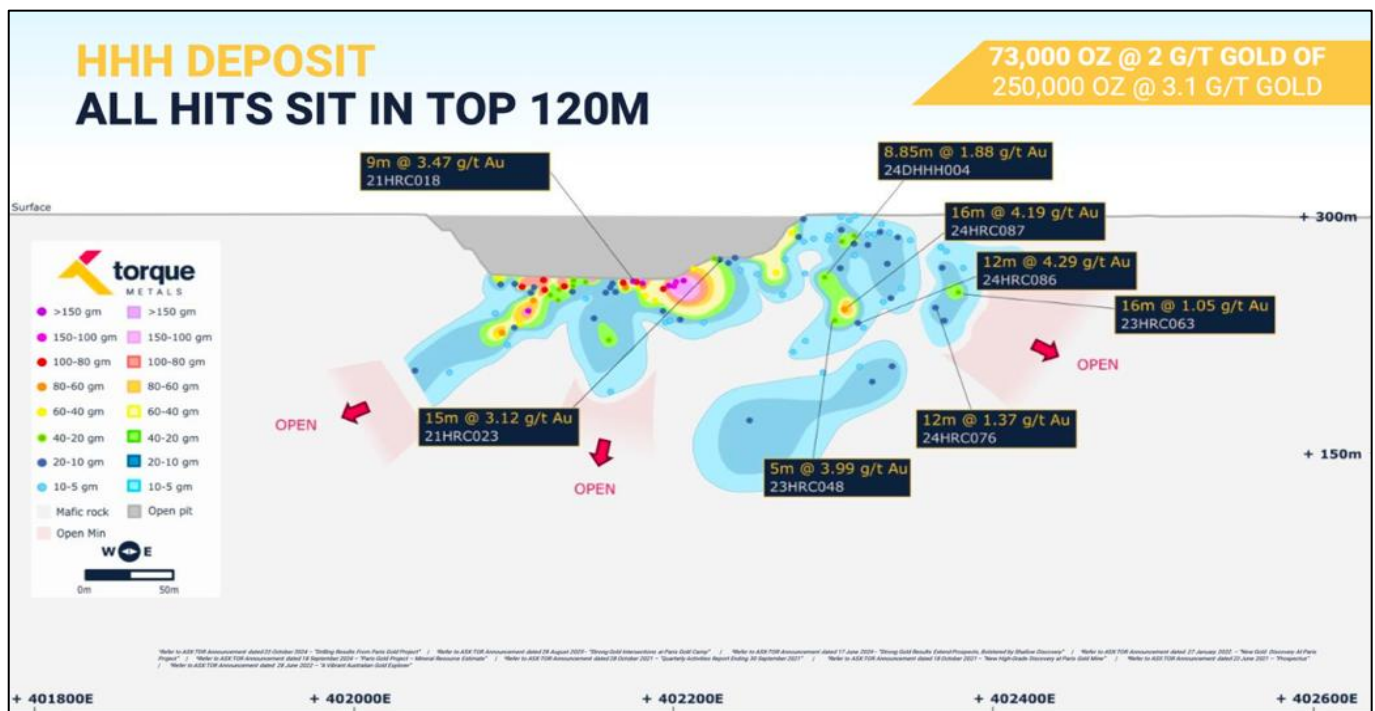 HHH DEPOSIT
ALL HITS SIT IN TOP 120M
73,000 OZ @ 2 G/T GOLD OF
250,000 OZ @ 3.1 G/T GOLD
9m @ 3.47 g/t Au
21HRC018
8.85m @ 1.88 g/t Au
24DHHH004
Surface
+ 300m
16m @ 4.19 g/t Au
24HRC087
12m @ 4.29 g/t Au
24HRC086
16m @ 1.05 g/t Au
23HRC063
torque
METALS
>150 gm >150 gm
150-100 gm 150-100 gm
100-80 gm 100-80 gm
80-60 gm 80-60 gm
60-40 gm 60-40 gm
40-20 gm 40-20 gm
20-10 gm 20-10 gm
10-5 gm 10-5 gm
Mafic rock Open pit
Open Min
W E
0m 50m
OPEN
OPEN
OPEN
15m @ 3.12 g/t Au
21HRC023
12m @ 1.37 g/t Au
24HRC076
+ 150m
5m @ 3.99 g/t Au
23HRC048
+ 401800E + 402000E + 402200E + 402400E + 402600E